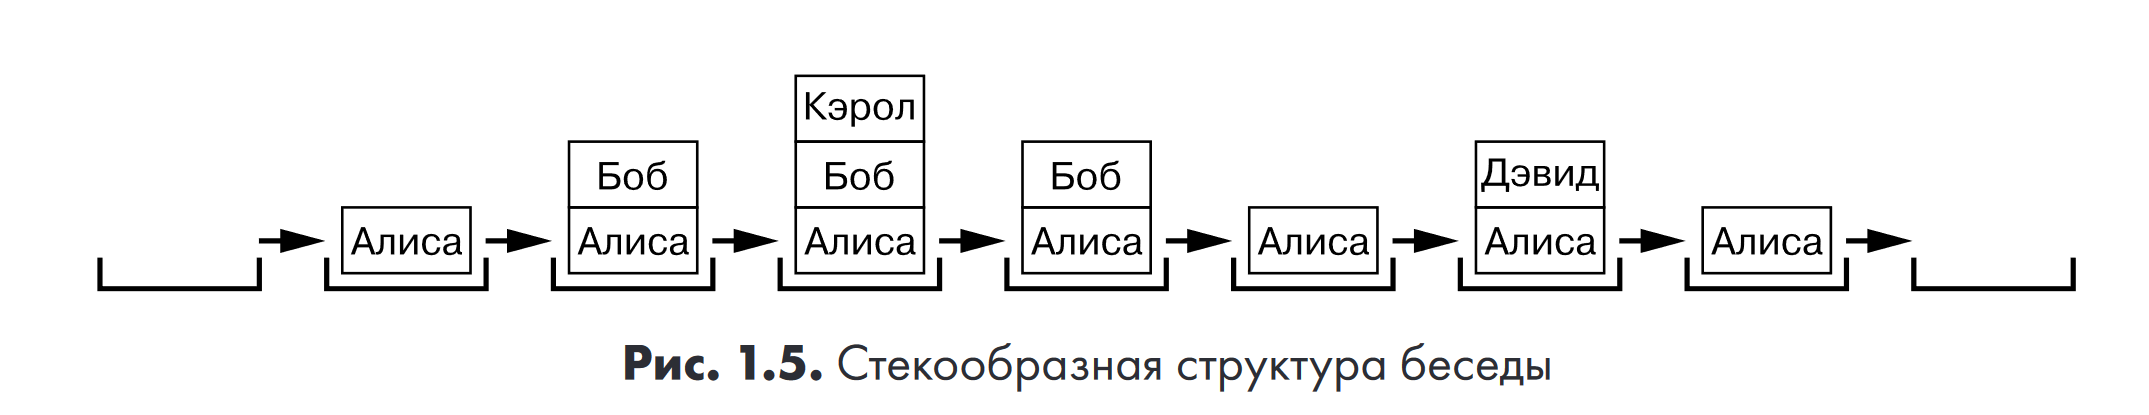 Кэрол
Боб Боб Боб Дэвид
Алиса Алиса Алиса Алиса Алиса Алиса Алиса
Рис. 1.5. Стекообразная структура беседы